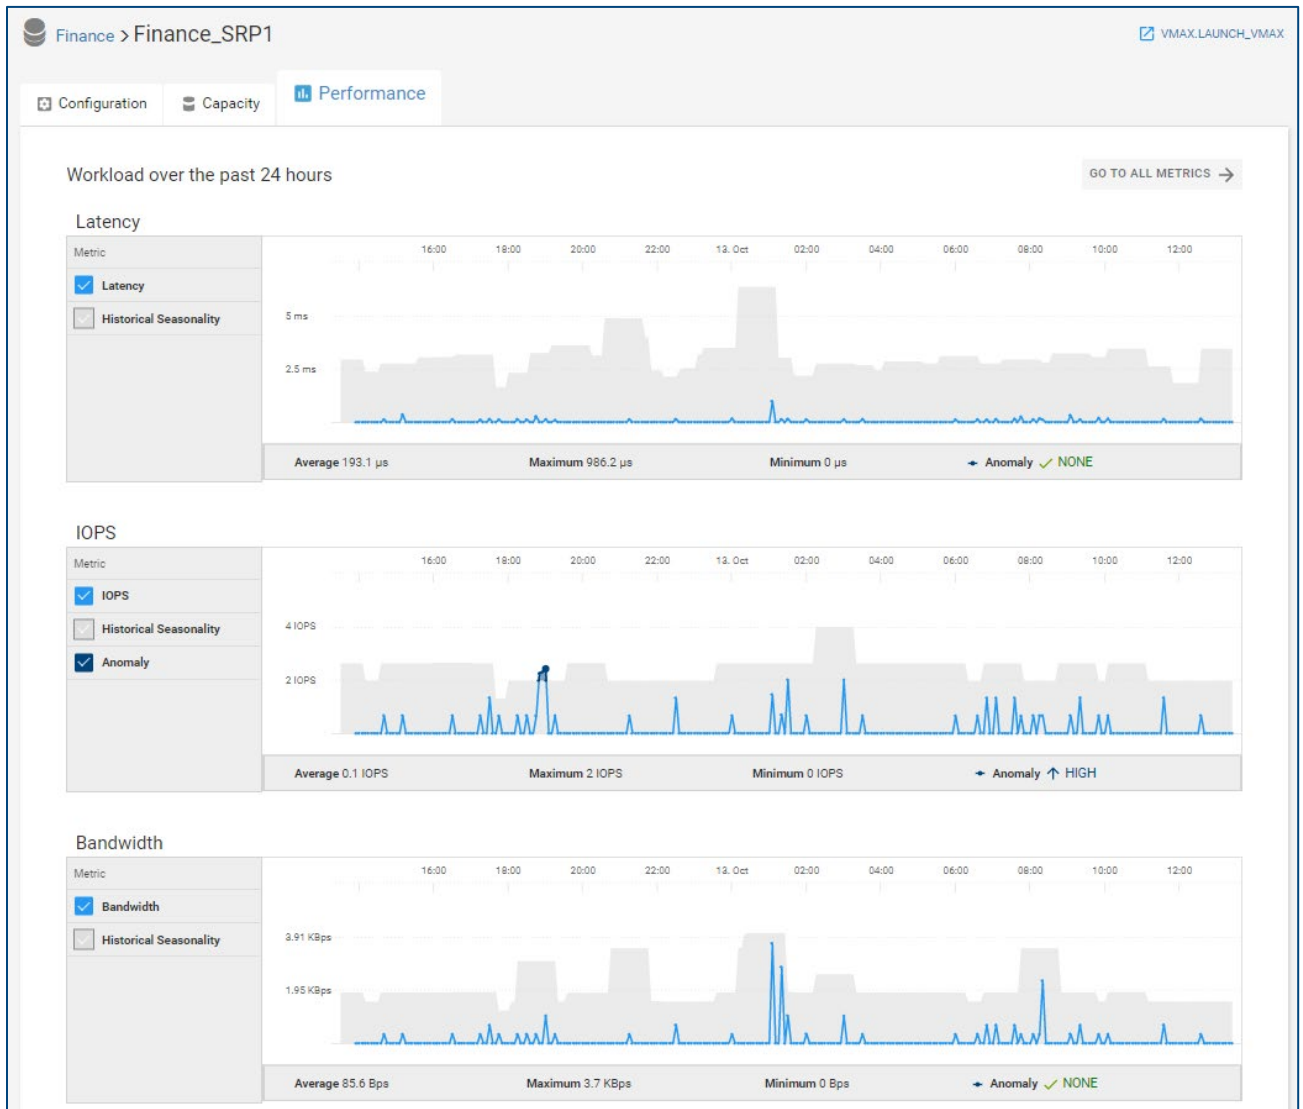 Finance > Finance_SRP1
VMAX.LAUNCH_VMAX
Configuration
Capacity
Performance
Workload over the past 24 hours
GO TO ALL METRICS
Latency
Metric
Latency
Historical Seasonality
16:00 18:00 20:00 22:00 13. Oct 02:00 04:00 06:00 08:00 10:00 12:00
5 ms
2.5 ms
Average 193.1 µs Maximum 986.2 µs Minimum 0 µs Anomaly NONE
IOPS
Metric
IOPS
Historical Seasonality
Anomaly
16:00 18:00 20:00 22:00 13. Oct 02:00 04:00 06:00 08:00 10:00 12:00
4 IOPS
2 IOPS
Average 0.1 IOPS Maximum 2 IOPS Minimum 0 IOPS Anomaly HIGH
Bandwidth
Metric
Bandwidth
Historical Seasonality
16:00 18:00 20:00 22:00 13. Oct 02:00 04:00 06:00 08:00 10:00 12:00
3.91 KBps
1.95 KBps
Average 85.6 Bps Maximum 3.7 KBps Minimum 0 Bps Anomaly NONE